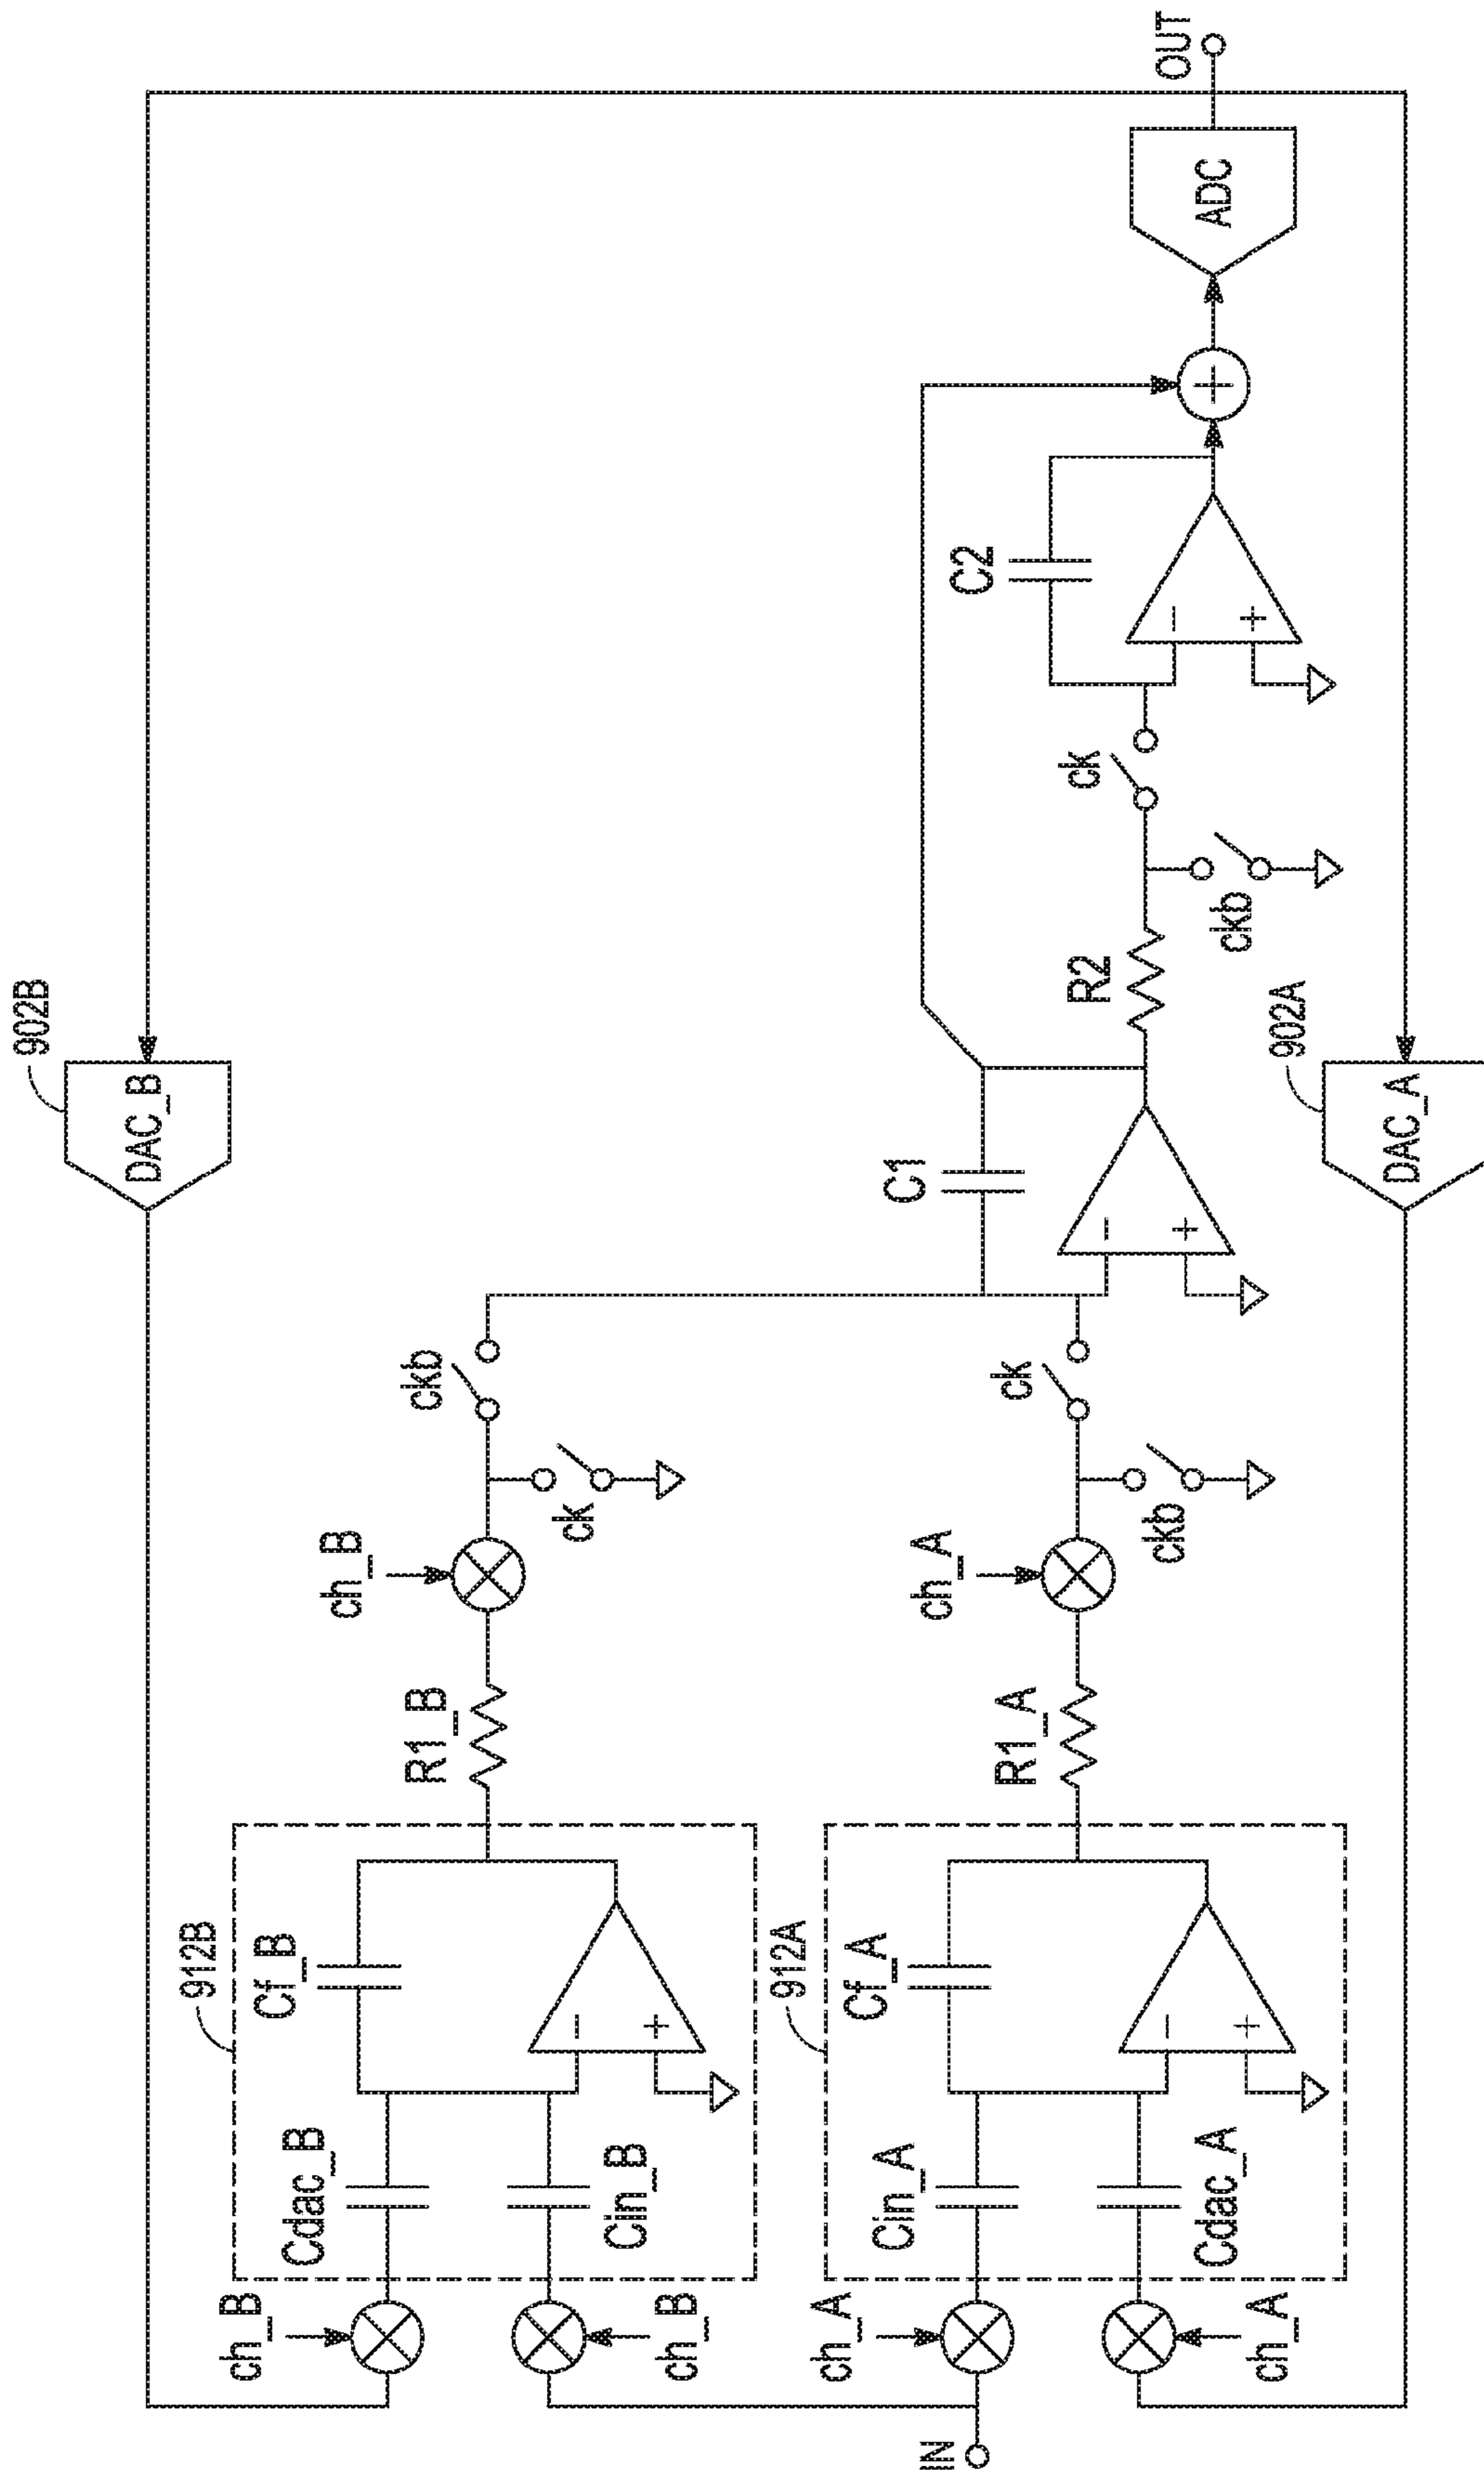 902B
DAC_B
ch_B
Cdac_B
912B
Cf_B
ch_B
Cin_B
−
+
R1_B
ch_B
ck
ckb
IN
ch_A
Cin_A
912A
Cf_A
ch_A
Cdac_A
−
+
R1_A
ch_A
ckb
ck
C1
−
+
R2
ckb
ck
C2
−
+
+
ADC
OUT
902A
DAC_A